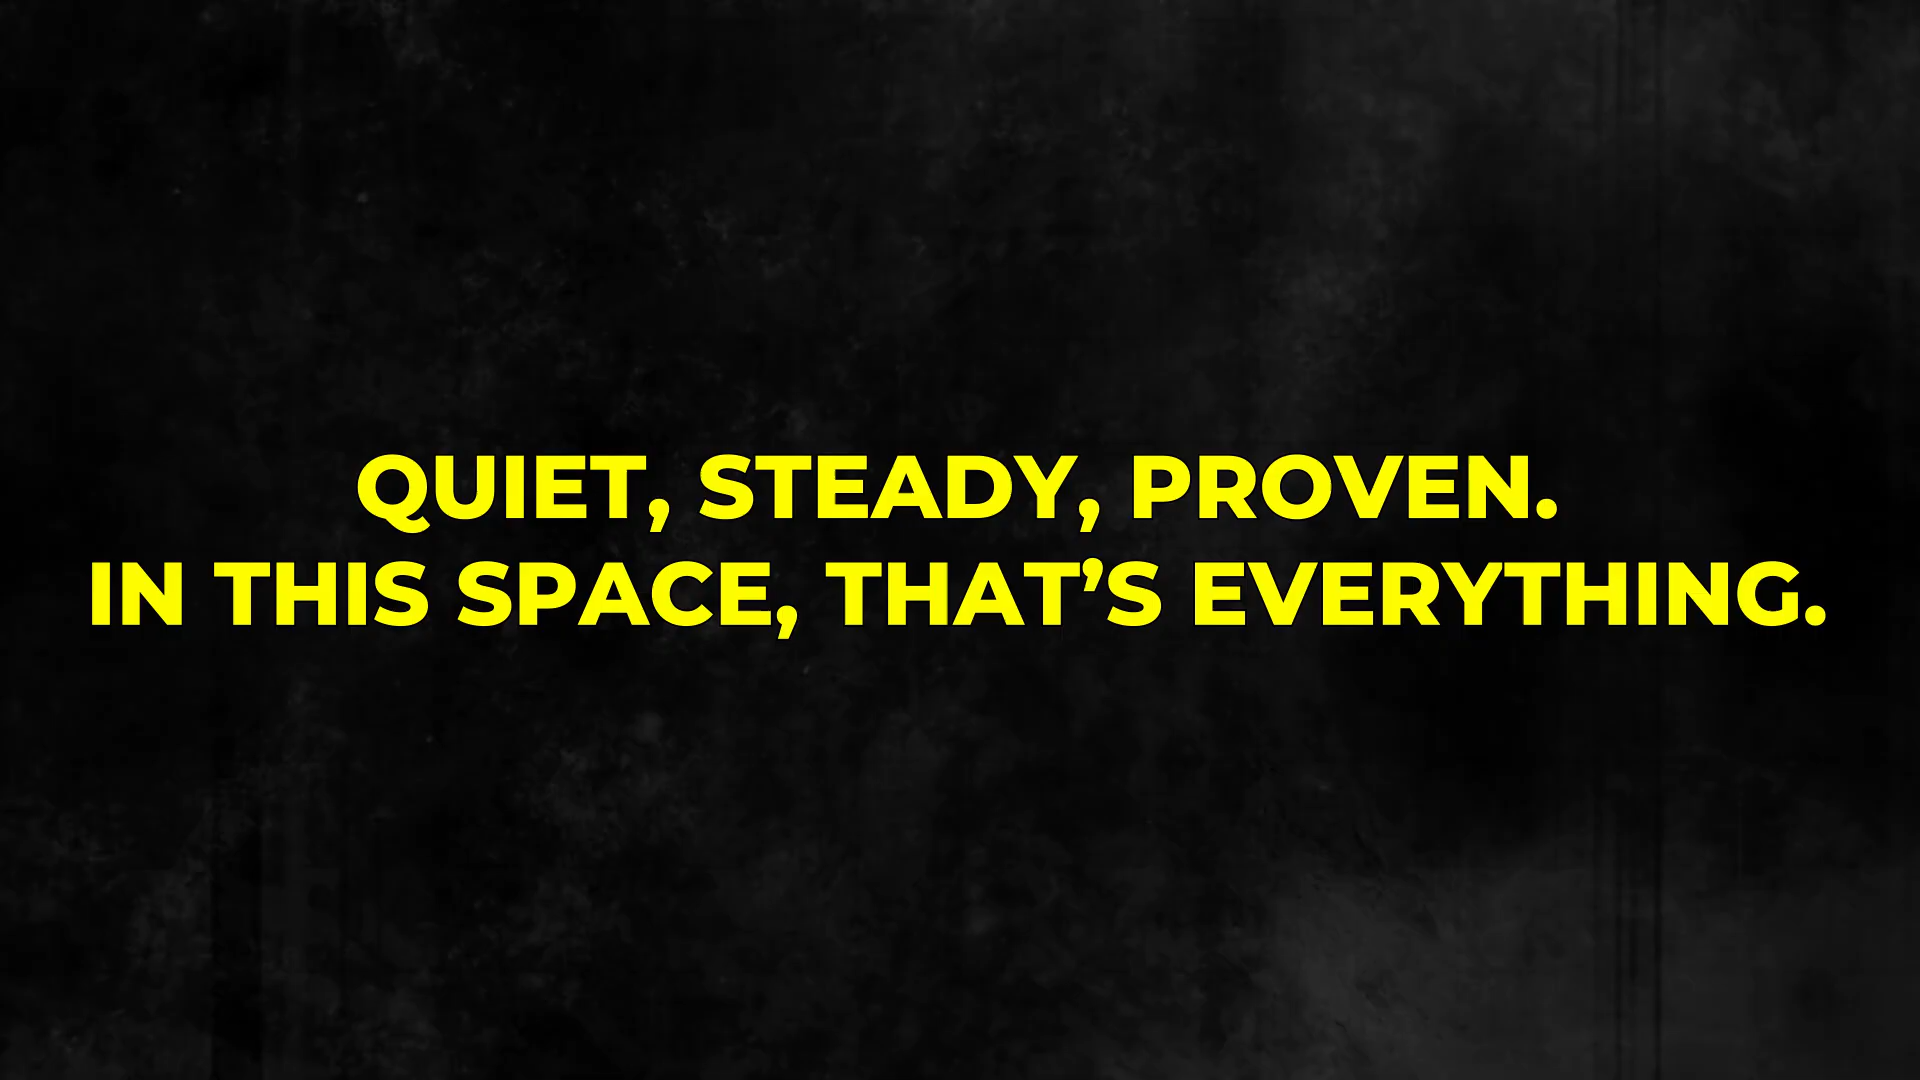 QUIET, STEADY, PROVEN.
IN THIS SPACE, THAT’S EVERYTHING.